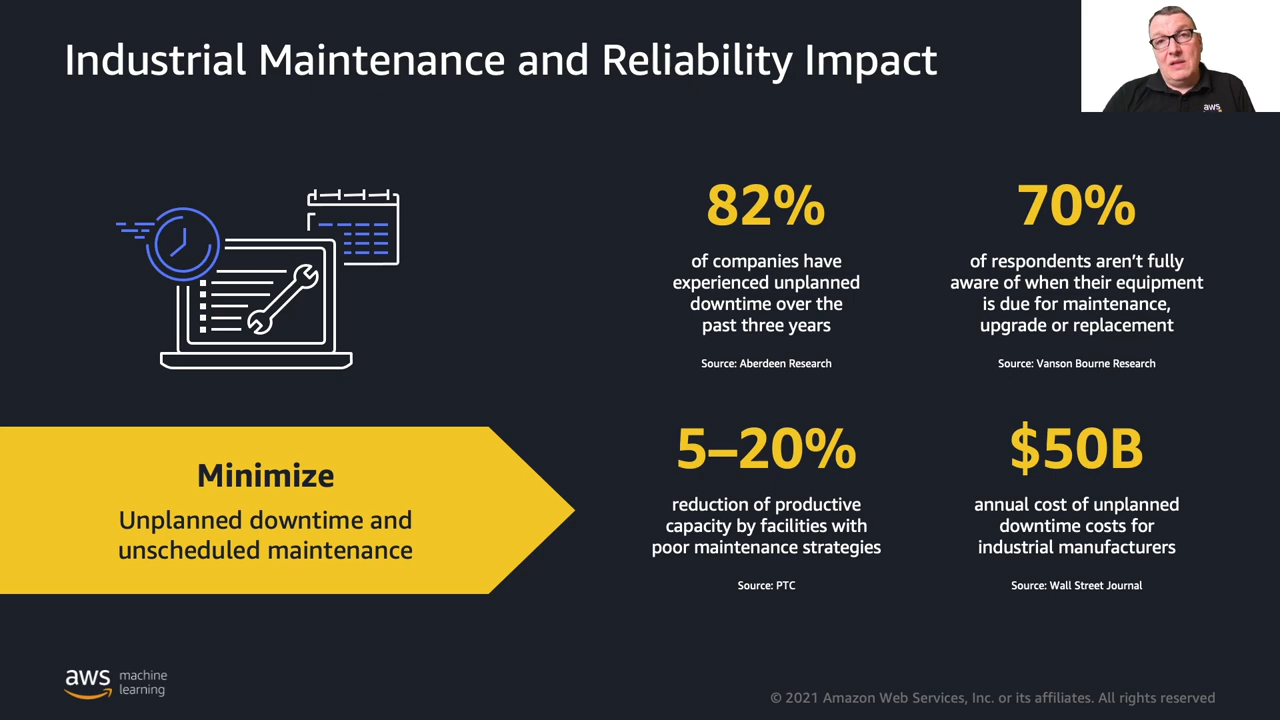 Industrial Maintenance and Reliability Impact
aws
82%
of companies have
experienced unplanned
downtime over the
past three years
Source: Aberdeen Research
70%
of respondents aren’t fully
aware of when their equipment
is due for maintenance,
upgrade or replacement
Source: Vanson Bourne Research
Minimize
Unplanned downtime and
unscheduled maintenance
5–20%
reduction of productive
capacity by facilities with
poor maintenance strategies
Source: PTC
$50B
annual cost of unplanned
downtime costs for
industrial manufacturers
Source: Wall Street Journal
aws machine
learning
© 2021 Amazon Web Services, Inc. or its affiliates. All rights reserved